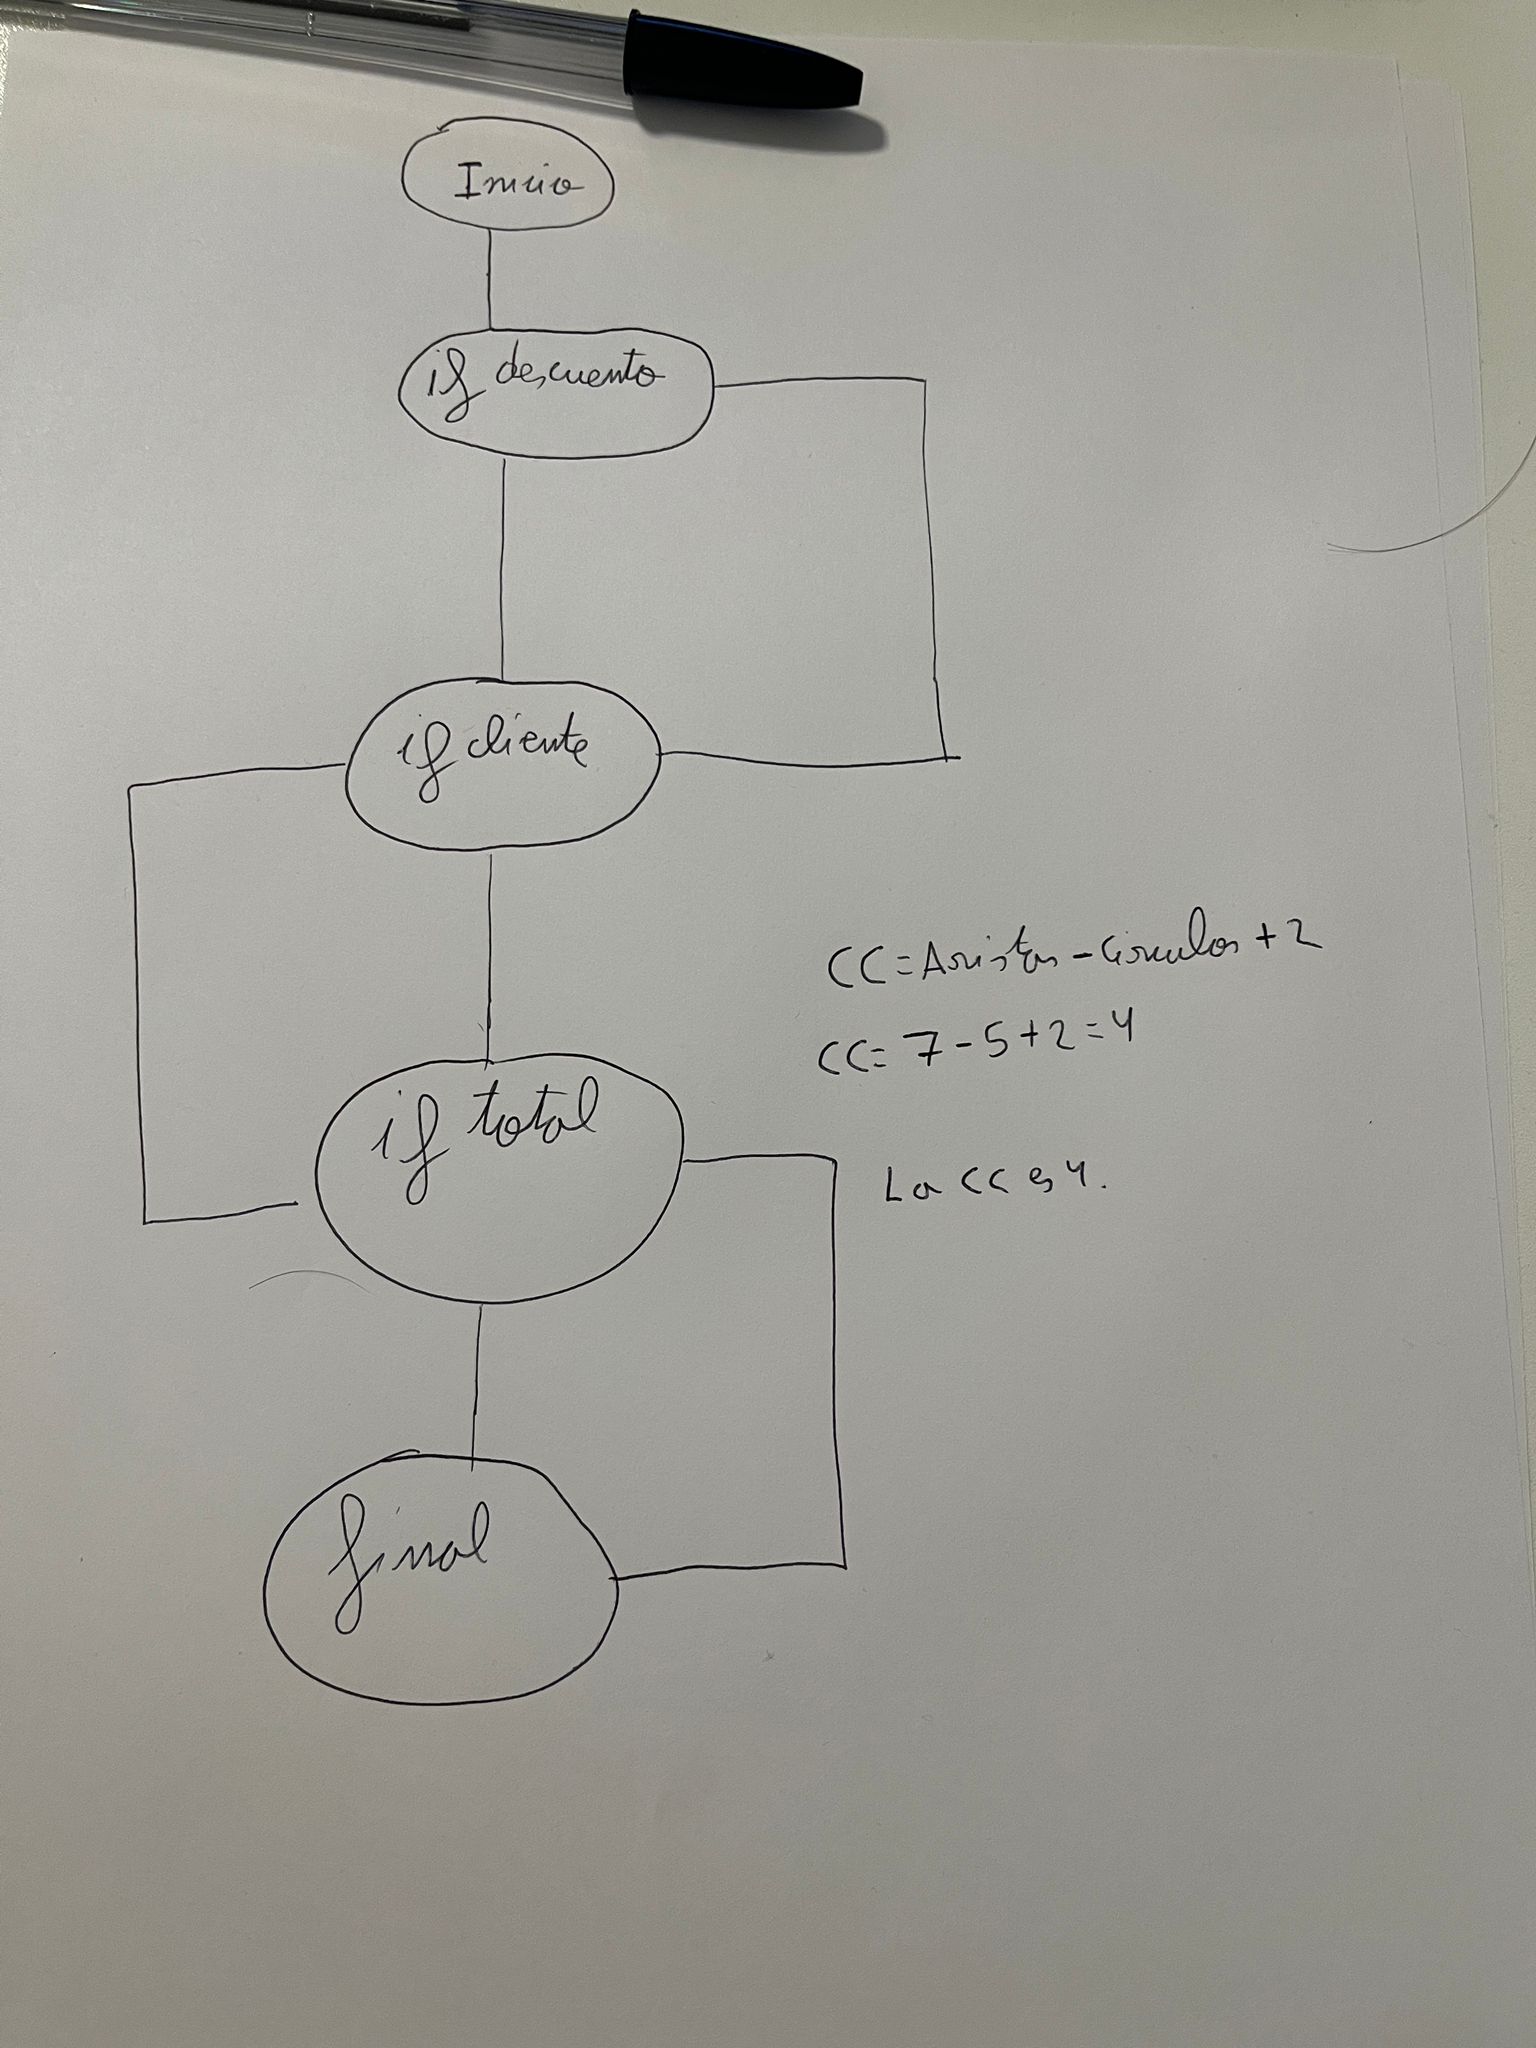 Inicio
if descuento
if cliente
CC = Aristas - Circulos + 2
CC = 7 - 5 + 2 = 4
if total
La CC es 4.
final